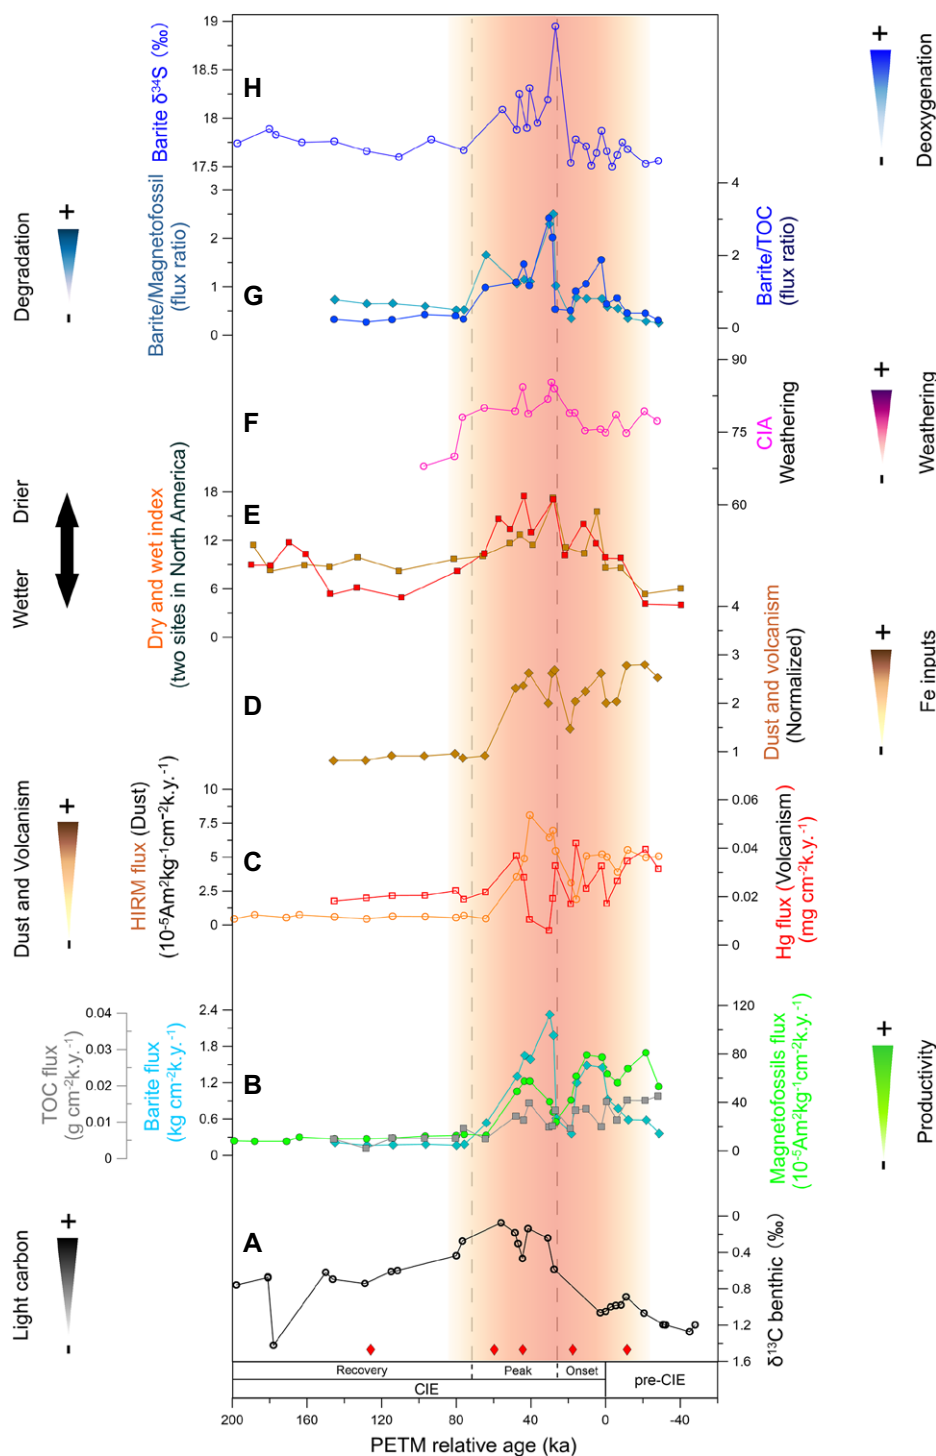 19
18.5
18
17.5
Barite δ³⁴S (‰)
H
+
-
Deoxygenation
3
2
1
0
Degradation
+
-
Barite/Magnetofossil
(flux ratio)
G
4
2
2
0
Barite/TOC
(flux ratio)
F
90
75
60
CIA
Weathering
+
-
Weathering
Drier
Wetter
Dry and wet index
(two sites in North America)
18
12
6
0
E
D
4
3
2
1
Dust and volcanism
(Normalized)
+
-
Fe inputs
Dust and Volcanism
+
-
HIRM flux (Dust)
(10⁻⁵Am²kg⁻¹cm⁻²k.y.⁻¹)
10
7.5
5
2.5
0
C
0.06
0.04
0.02
0
Hg flux (Volcanism)
(mg cm⁻²k.y.⁻¹)
TOC flux
(g cm⁻²k.y.⁻¹)
0.04
0.03
0.02
0.01
0
Barite flux
(kg cm⁻²k.y.⁻¹)
2.4
1.8
1.2
0.6
0
B
120
80
40
0
Magnetofossils flux
(10⁻⁵Am²kg⁻¹cm⁻²k.y.⁻¹)
+
-
Productivity
Light carbon
+
-
A
0
0.4
0.8
1.2
1.6
δ¹³C benthic (‰)
Recovery
Peak
Onset
pre-CIE
CIE
200 160 120 80 40 0 -40
PETM relative age (ka)